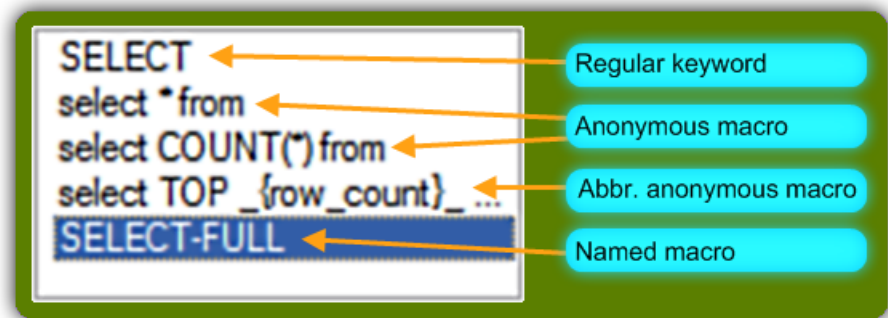 SELECT
Regular keyword
select * from
Anonymous macro
select COUNT(*) from
select TOP _{row_count}_ ...
Abbr. anonymous macro
SELECT-FULL
Named macro